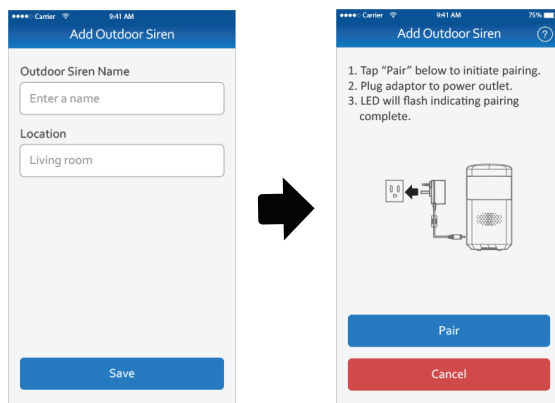 Carrier 9:41 AM
Add Outdoor Siren
Outdoor Siren Name
Enter a name
Location
Living room
Save
Carrier 9:41 AM 75%
Add Outdoor Siren ?
1. Tap “Pair” below to initiate pairing.
2. Plug adaptor to power outlet.
3. LED will flash indicating pairing
complete.
Pair
Cancel